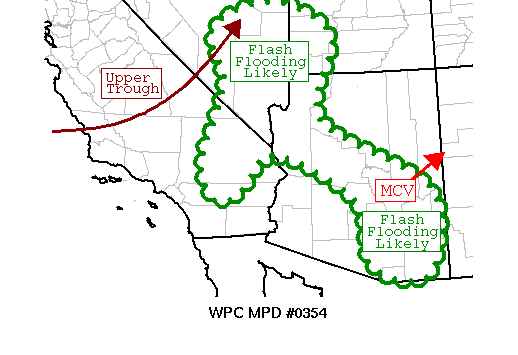 Flash
Flooding
Likely
Upper
Trough
MCV
Flash
Flooding
Likely
WPC MPD #0354